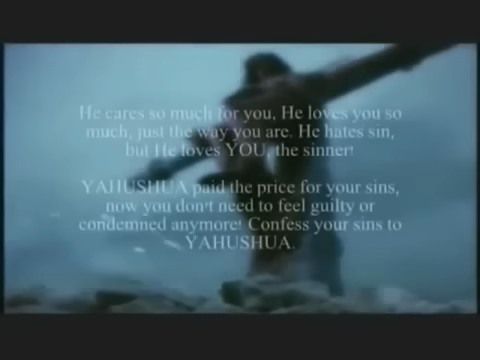 He cares so much for you, He loves you so
much, just the way you are. He hates sin,
but He loves YOU, the sinner!
YAHUSHUA paid the price for your sins,
now you don't need to feel guilty or
condemned anymore! Confess your sins to
YAHUSHUA.